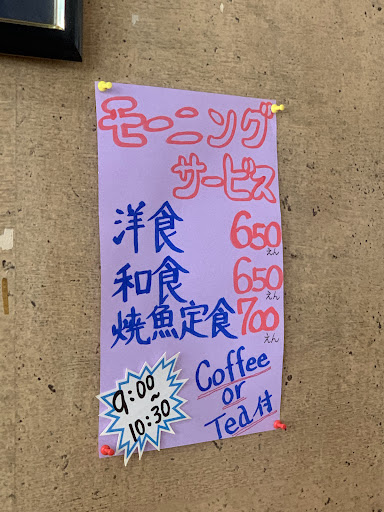 モーニング
サービス
洋食 650えん
和食 650えん
焼魚定食 700えん
Coffee
or
Tea付
9:00
~
10:30